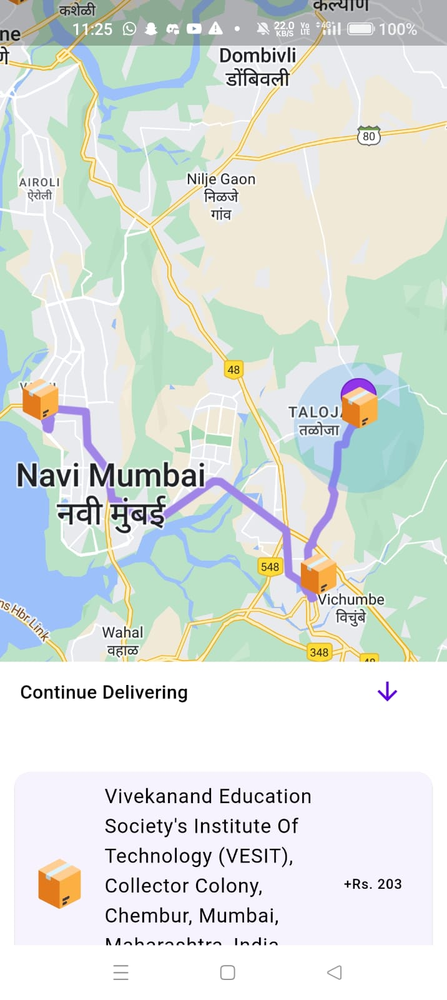 कशेळी
कल्याण
11:25
22.0 KB/S
Vo LTE
4G+
100%
ne
णे
Dombivli
डोंबिवली
80
AIROLI
ऐरोली
Nilje Gaon
निळजे
गांव
48
TALOJA
तळोजा
Navi Mumbai
नवी मुंबई
548
Vichumbe
विचुंबे
ns Hbr Link
Wahal
वहाळ
348
Continue Delivering
Vivekanand Education
Society's Institute Of
Technology (VESIT),
Collector Colony,
Chembur, Mumbai,
Maharashtra, India
+Rs. 203